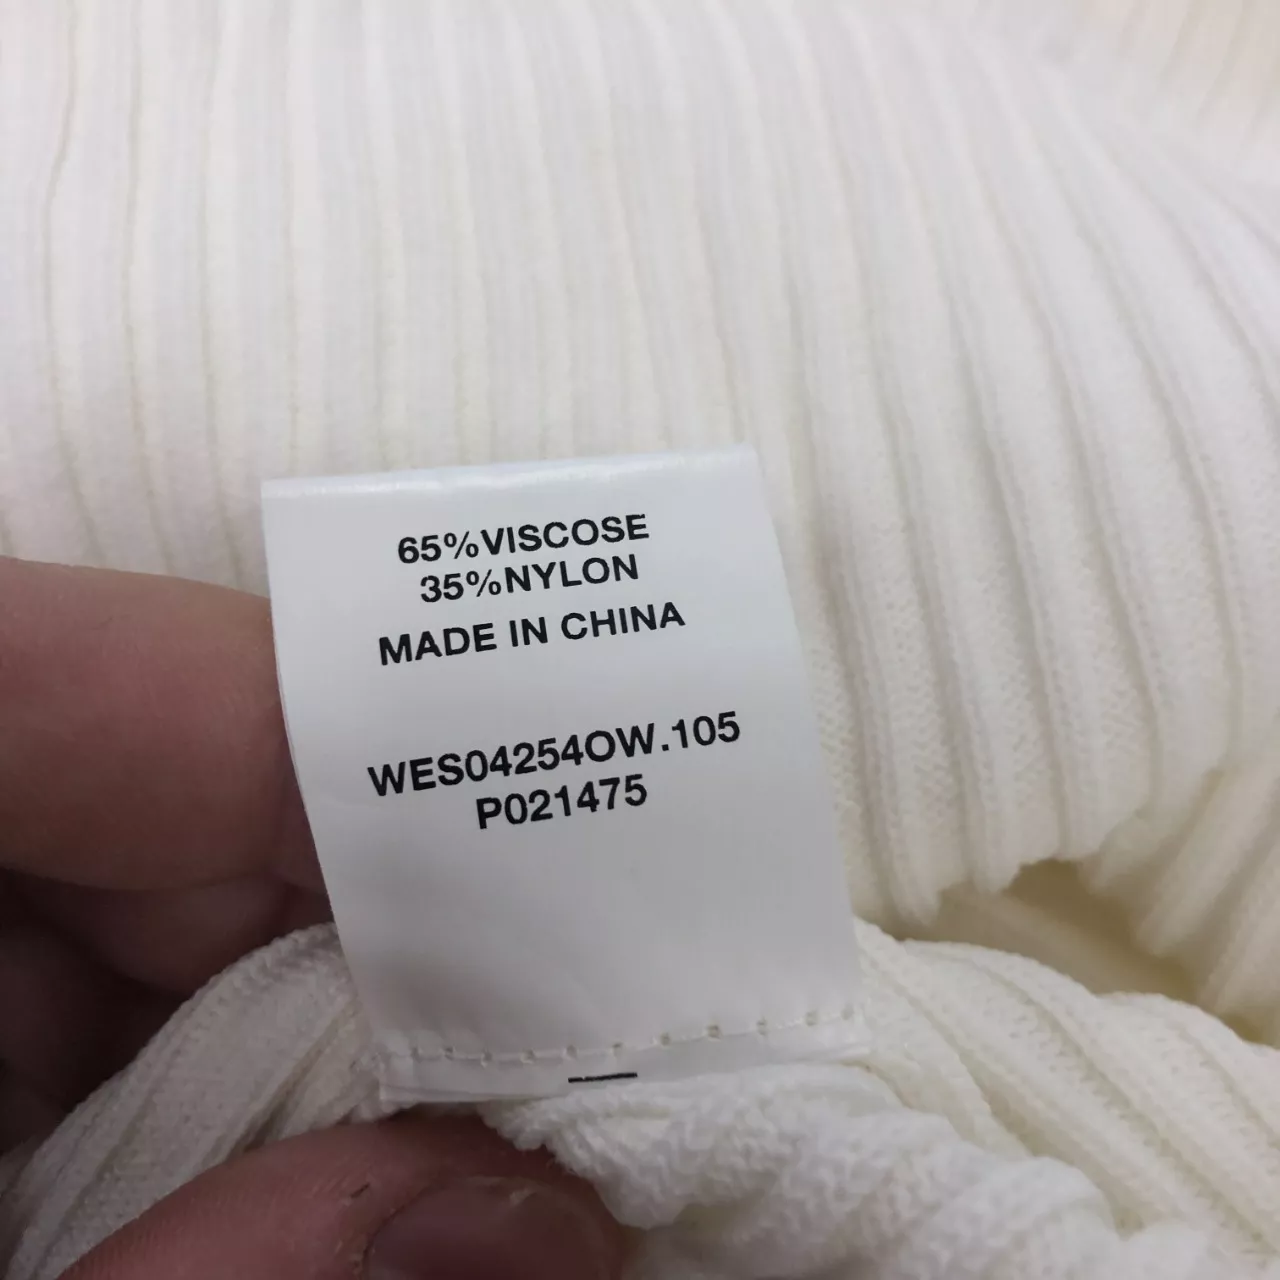 65%VISCOSE
35%NYLON
MADE IN CHINA
WES04254OW.105
P021475